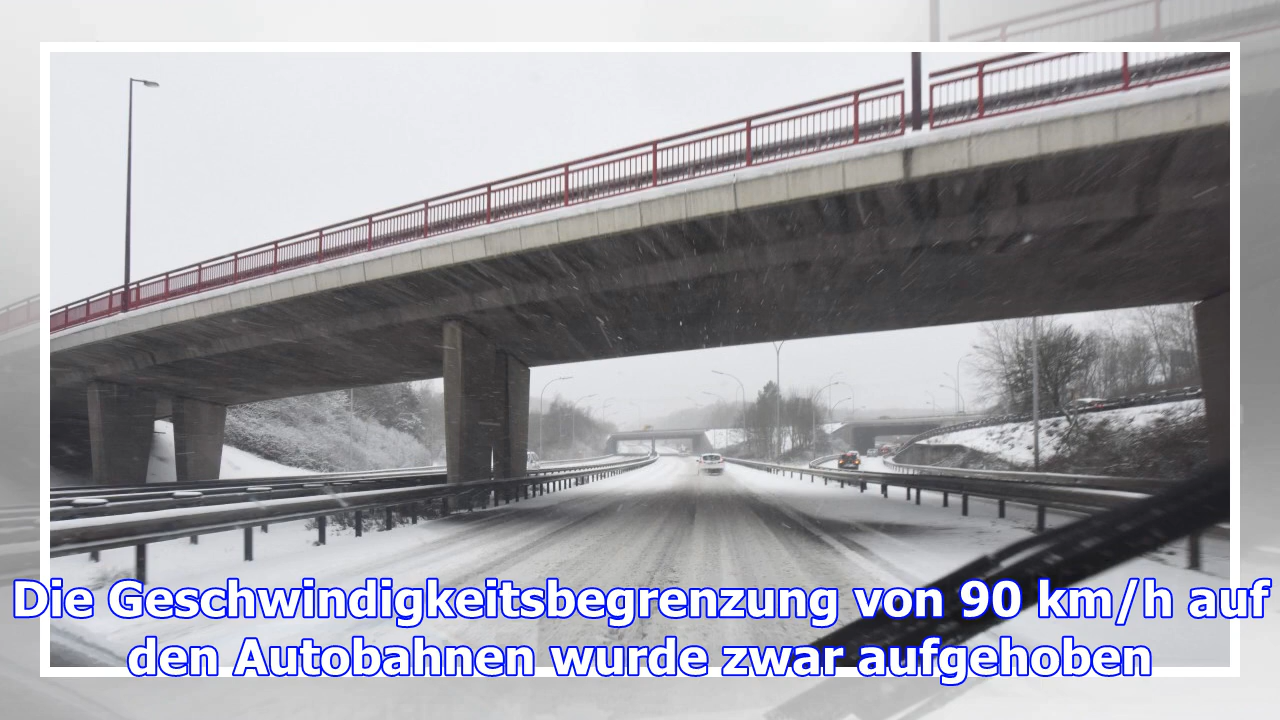 Die Geschwindigkeitsbegrenzung von 90 km/h auf
den Autobahnen wurde zwar aufgehoben